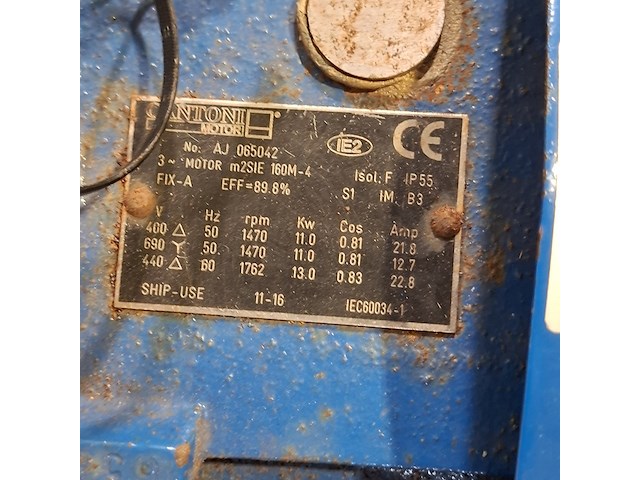 CANTONI
MOTOR ®
No: AJ 065042 IE2 CE
3~ MOTOR m2SIE 160M-4 Isol. F IP55
FIX-A EFF=89.8% S1 IM. B3
V Hz rpm Kw Cos Amp
400 △ 50 1470 11.0 0.81 21.8
690 Y 50. 1470 11.0 0.81 12.7
440 △ 60 1762 13.0 0.83 22.8
SHIP-USE 11-16 IEC60034-1